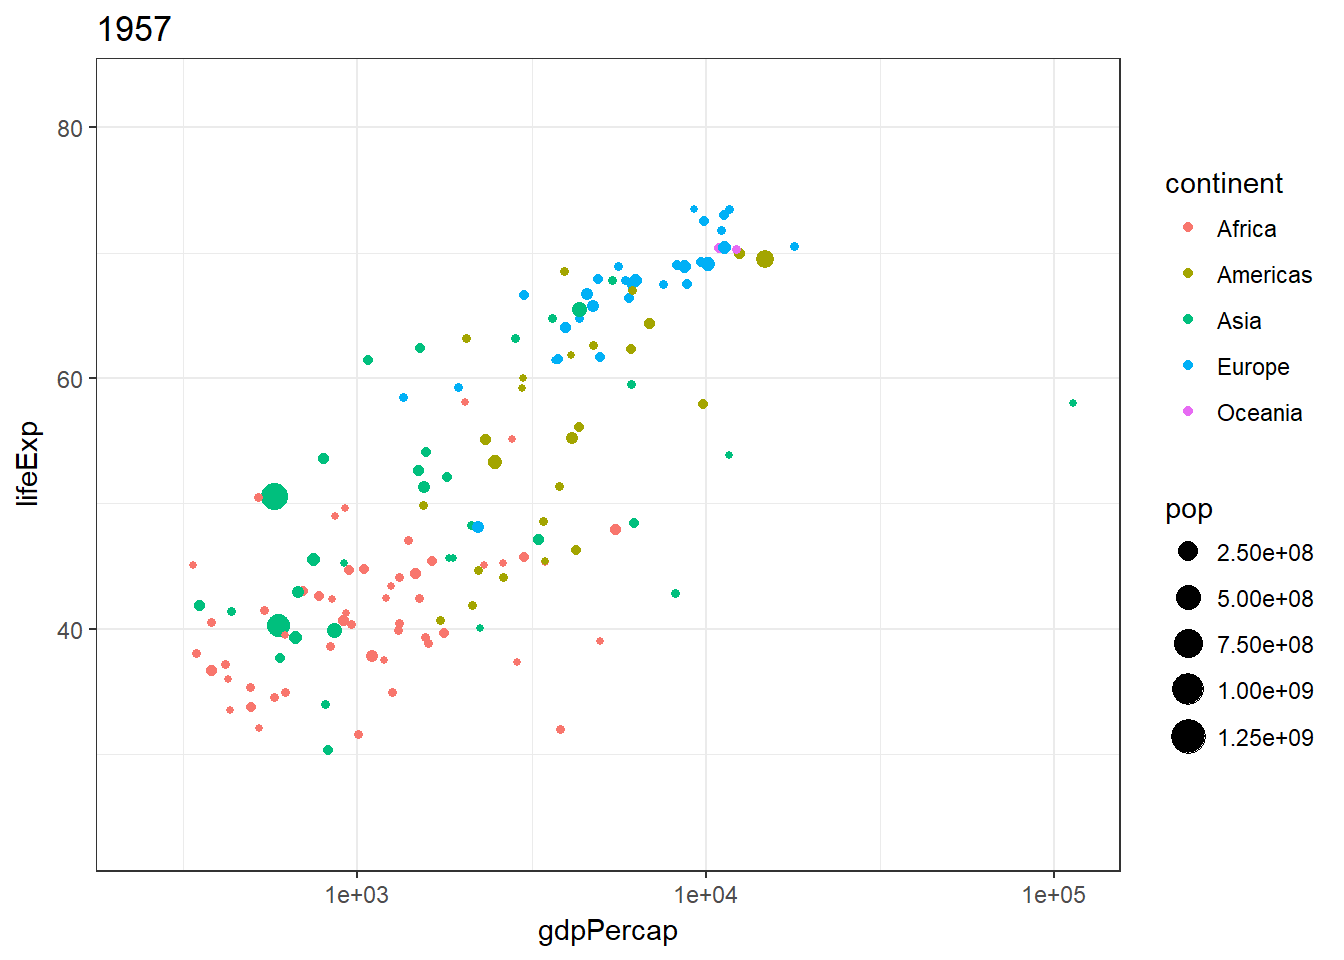 1957
80
60
40
lifeExp
1e+03
1e+04
1e+05
gdpPercap
continent
Africa
Americas
Asia
Europe
Oceania
pop
2.50e+08
5.00e+08
7.50e+08
1.00e+09
1.25e+09